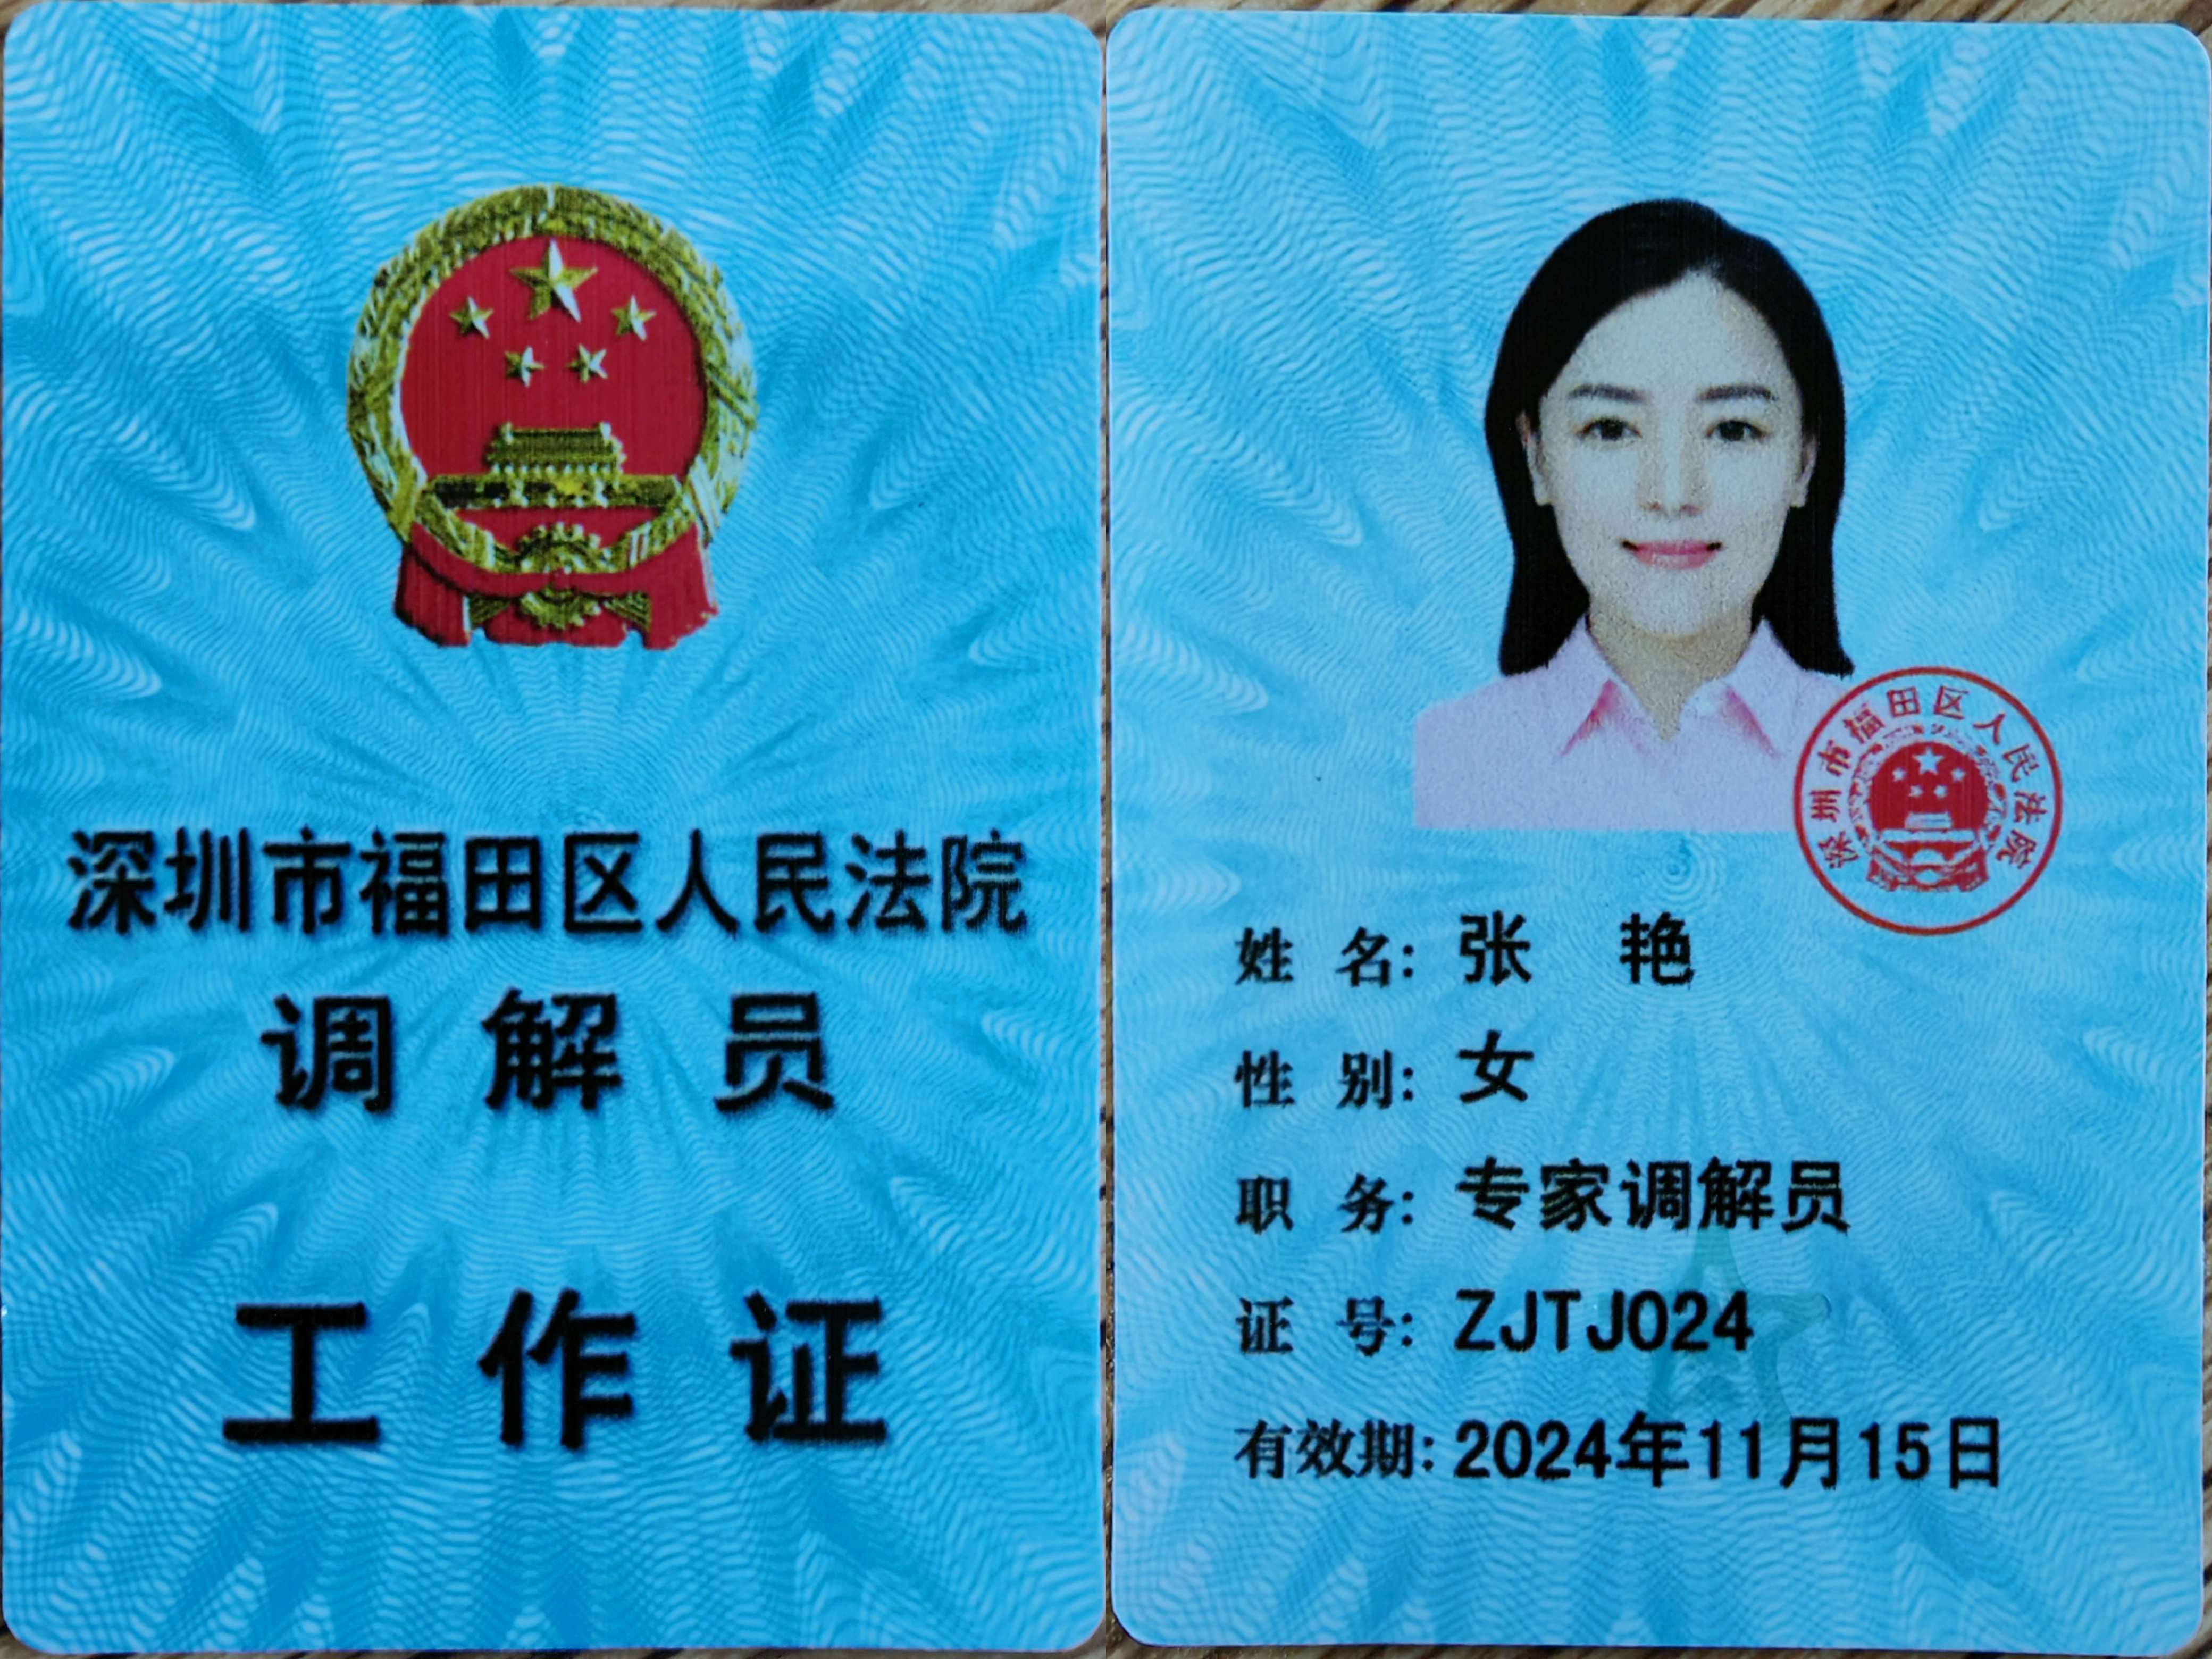 深圳市福田区人民法院
调 解 员
工 作 证
深圳市福田区人民法院
姓 名: 张 艳
性 别: 女
职 务: 专家调解员
证 号: ZJTJ024
有效期: 2024年11月15日